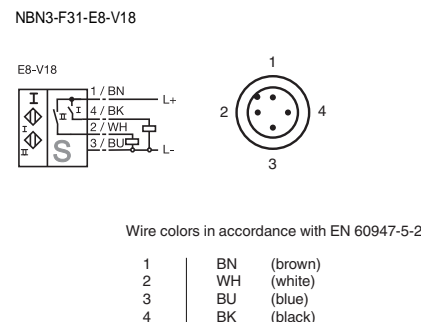 NBN3-F31-E8-V18
E8-V18
I
I
II
II
I
S
1 / BN
L+
4 / BK
2 / WH
3 / BU
L-
1
2
4
3
Wire colors in accordance with EN 60947-5-2
1 BN (brown)
2 WH (white)
3 BU (blue)
4 BK (black)